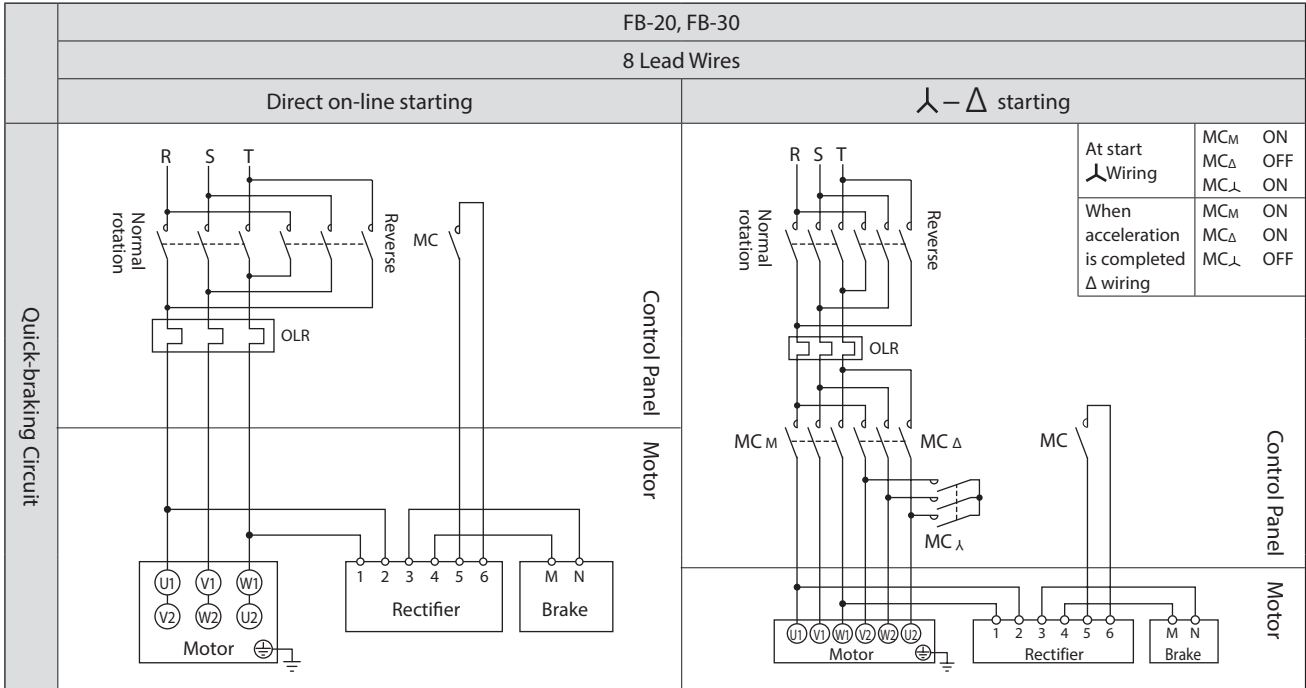 FB-20, FB-30
8 Lead Wires
Direct on-line starting
⅄ – Δ starting
Quick-braking Circuit
R S T
Normal
rotation
Reverse
MC
OLR
Control Panel
Motor
U1 V1 W1
V2 W2 U2
Motor
1 2 3 4 5 6
Rectifier
M N
Brake
R S T
Normal
rotation
Reverse
At start
⅄Wiring
MCM ON
MCΔ OFF
MC⅄ ON
When
acceleration
is completed
Δ wiring
MCM ON
MCΔ ON
MC⅄ OFF
OLR
MC M
MC Δ
MC
MC ⅄
Control Panel
Motor
U1 V1 W1 V2 W2 U2
Motor
1 2 3 4 5 6
Rectifier
M N
Brake